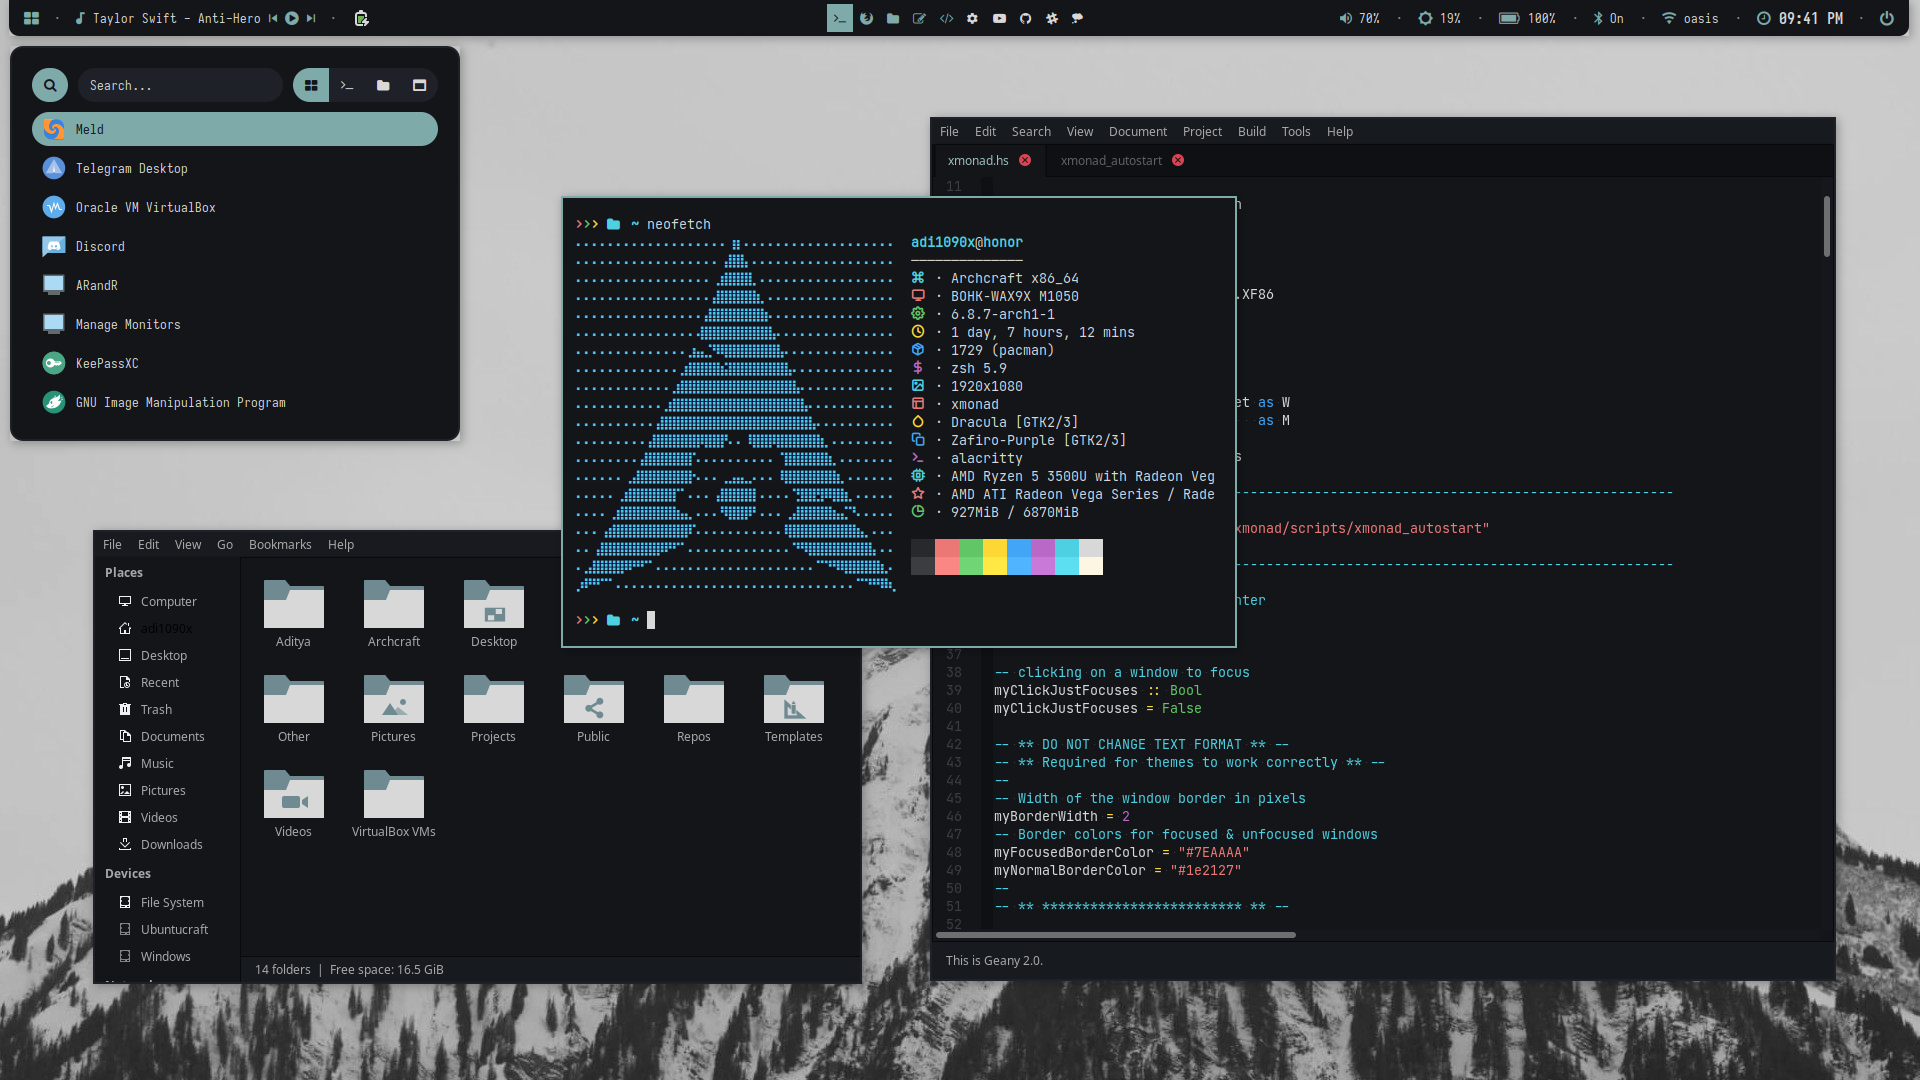 Taylor Swift - Anti-Hero
70%
19%
100%
On
oasis
09:41 PM
Search...
Meld
Telegram Desktop
Oracle VM VirtualBox
Discord
ARandR
Manage Monitors
KeePassXC
GNU Image Manipulation Program
File Edit View Go Bookmarks Help
Places
Computer
adi1090x
Desktop
Recent
Trash
Documents
Music
Pictures
Videos
Downloads
Devices
File System
Ubuntucraft
Windows
Aditya
Archcraft
Desktop
Other
Pictures
Projects
Public
Repos
Templates
Videos
VirtualBox VMs
14 folders | Free space: 16.5 GiB
>>> ~ neofetch
adi1090x@honor
· Archcraft x86_64
· BOHK-WAX9X M1050
· 6.8.7-arch1-1
· 1 day, 7 hours, 12 mins
· 1729 (pacman)
· zsh 5.9
· 1920x1080
· xmonad
· Dracula [GTK2/3]
· Zafiro-Purple [GTK2/3]
· alacritty
· AMD Ryzen 5 3500U with Radeon Veg
· AMD ATI Radeon Vega Series / Rade
· 927MiB / 6870MiB
>>> ~
File Edit Search View Document Project Build Tools Help
xmonad.hs
xmonad_autostart
11
.XF86
et as W
as M
s
xmonad/scripts/xmonad_autostart"
nter
37
38 -- clicking on a window to focus
39 myClickJustFocuses :: Bool
40 myClickJustFocuses = False
41
42 -- ** DO NOT CHANGE TEXT FORMAT ** --
43 -- ** Required for themes to work correctly ** --
44 --
45 -- Width of the window border in pixels
46 myBorderWidth = 2
47 -- Border colors for focused & unfocused windows
48 myFocusedBorderColor = "#7EAAAA"
49 myNormalBorderColor = "#1e2127"
50 --
51 -- ** ************************* ** --
52
This is Geany 2.0.